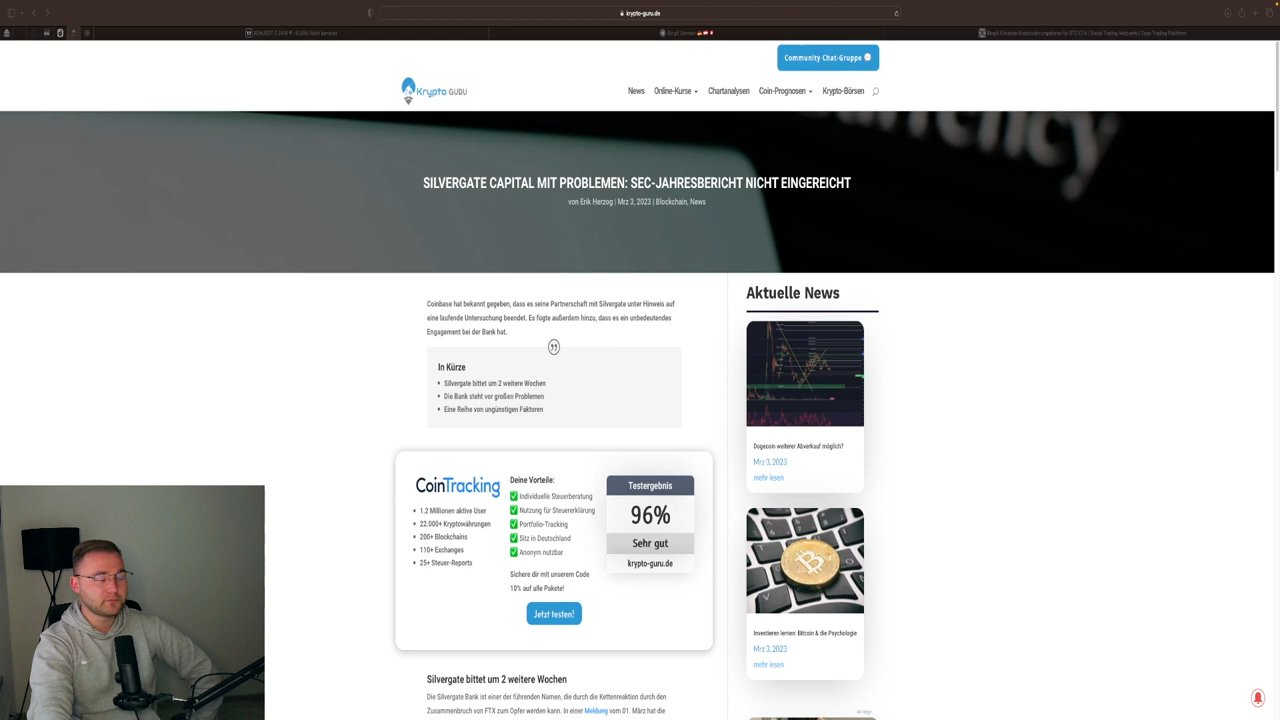 krypto-guru.de
Birgit German
Community Chat-Gruppe
Krypto GURU
News Online-Kurse Chartanalysen Coin-Prognosen Krypto-Börsen
SILVERGATE CAPITAL MIT PROBLEMEN: SEC-JAHRESBERICHT NICHT EINGEREICHT
von Erik Herzog | Mrz 3, 2023 | Blockchain, News
Coinbase hat bekannt gegeben, dass es seine Partnerschaft mit Silvergate unter Hinweis auf
eine laufende Untersuchung beendet. Es fügte außerdem hinzu, dass es ein unbedeutendes
Engagement bei der Bank hat.
In Kürze
Silvergate bittet um 2 weitere Wochen
Die Bank steht vor großen Problemen
Eine Reihe von ungünstigen Faktoren
CoinTracking
1.2 Millionen aktive User
22.000+ Kryptowährungen
200+ Blockchains
110+ Exchanges
25+ Steuer-Reports
Deine Vorteile:
Individuelle Steuerberatung
Nutzung für Steuererklärung
Portfolio-Tracking
Sitz in Deutschland
Anonym nutzbar
Sichere dir mit unserem Code
10% auf alle Pakete!
Jetzt testen!
Testergebnis
96%
Sehr gut
krypto-guru.de
Silvergate bittet um 2 weitere Wochen
Die Silvergate Bank ist einer der führenden Namen, die durch die Kettenreaktion durch den
Zusammenbruch von FTX zum Opfer werden kann. In einer Meldung vom 01. März hat die
Aktuelle News
Dogecoin weiterer Abverkauf möglich?
Mrz 3, 2023
mehr lesen
Investieren lernen: Bitcoin & die Psychologie
Mrz 3, 2023
mehr lesen
Anzeige